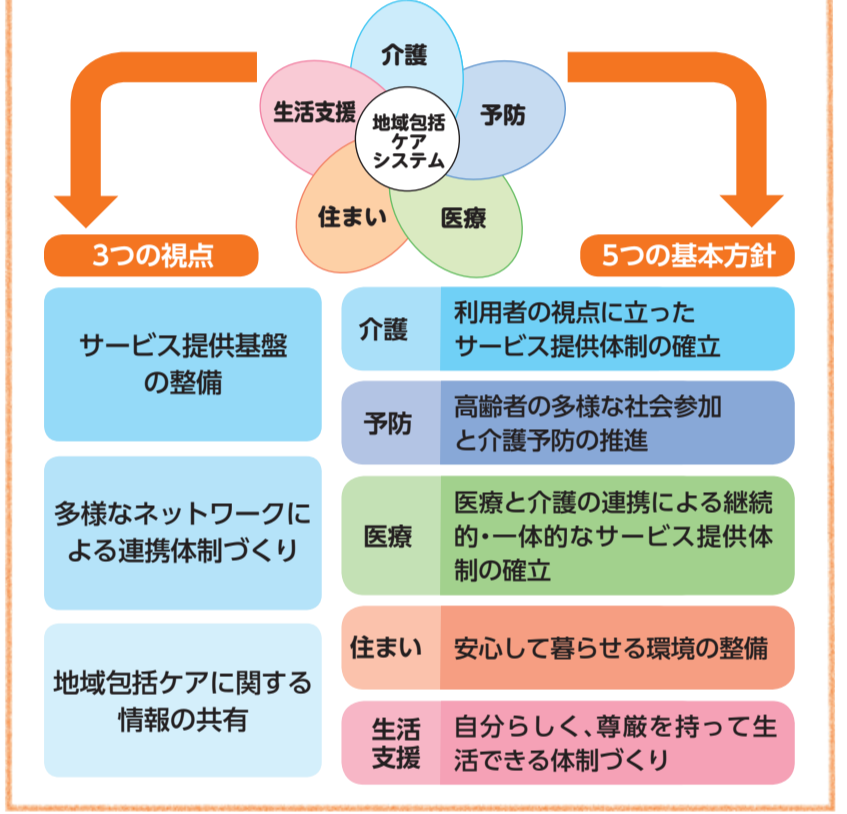 介護
生活支援
予防
地域包括
ケア
システム
住まい
医療
3つの視点
サービス提供基盤
の整備
多様なネットワークに
よる連携体制づくり
地域包括ケアに関する
情報の共有
5つの基本方針
介護
利用者の視点に立った
サービス提供体制の確立
予防
高齢者の多様な社会参加
と介護予防の推進
医療
医療と介護の連携による継続
的・一体的なサービス提供体
制の確立
住まい
安心して暮らせる環境の整備
生活
支援
自分らしく、尊厳を持って生
活できる体制づくり